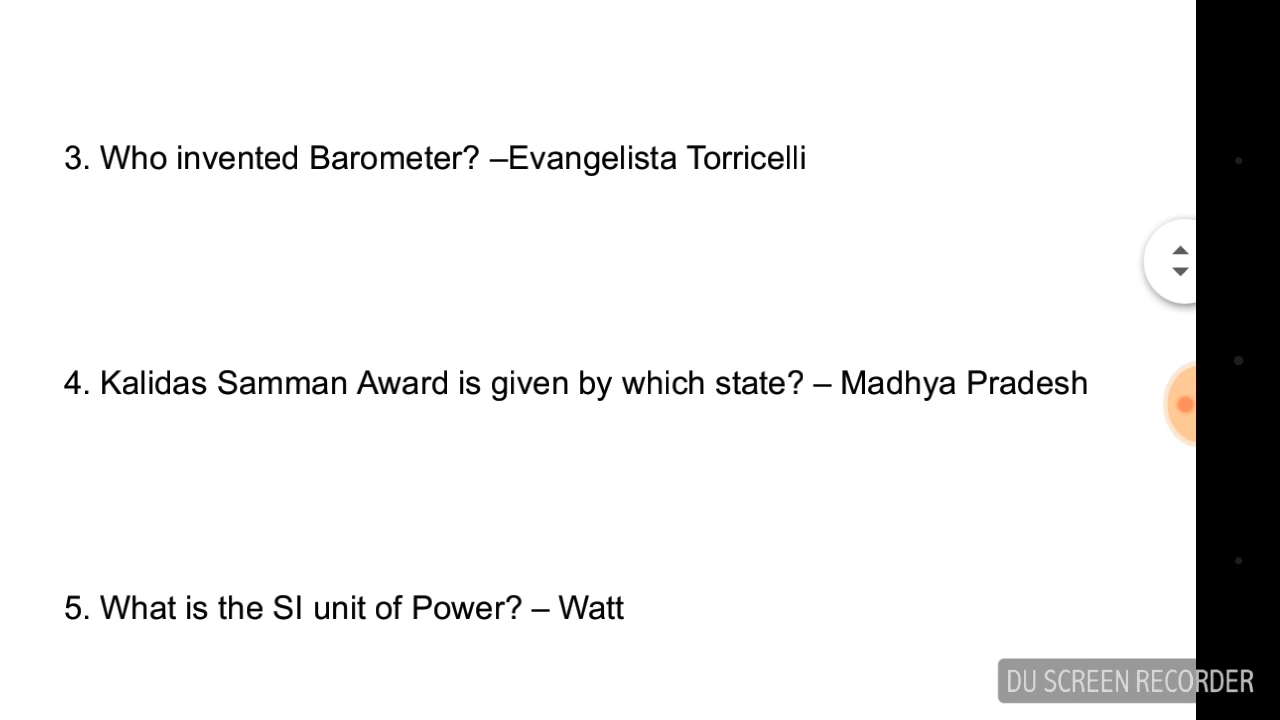 3. Who invented Barometer? –Evangelista Torricelli
4. Kalidas Samman Award is given by which state? – Madhya Pradesh
5. What is the SI unit of Power? – Watt
DU SCREEN RECORDER